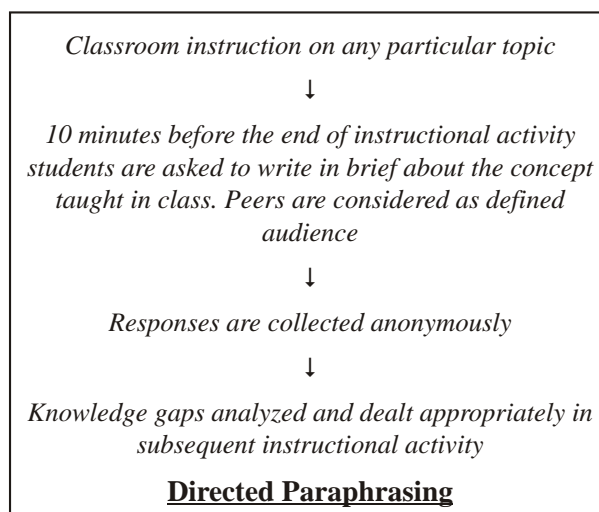 Classroom instruction on any particular topic
↓
10 minutes before the end of instructional activity
students are asked to write in brief about the concept
taught in class. Peers are considered as defined
audience
↓
Responses are collected anonymously
↓
Knowledge gaps analyzed and dealt appropriately in
subsequent instructional activity
Directed Paraphrasing